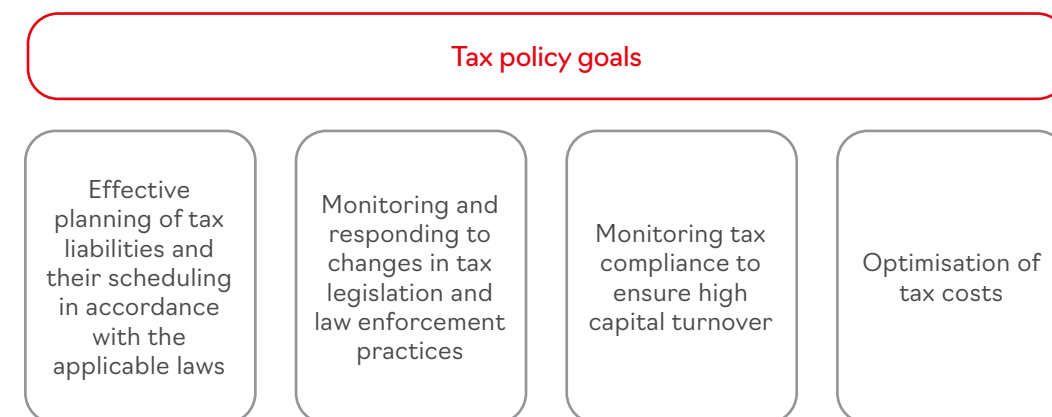 Tax policy goals
Effective
planning of tax
liabilities and
their scheduling
in accordance
with the
applicable laws
Monitoring and
responding to
changes in tax
legislation and
law enforcement
practices
Monitoring tax
compliance to
ensure high
capital turnover
Optimisation of
tax costs